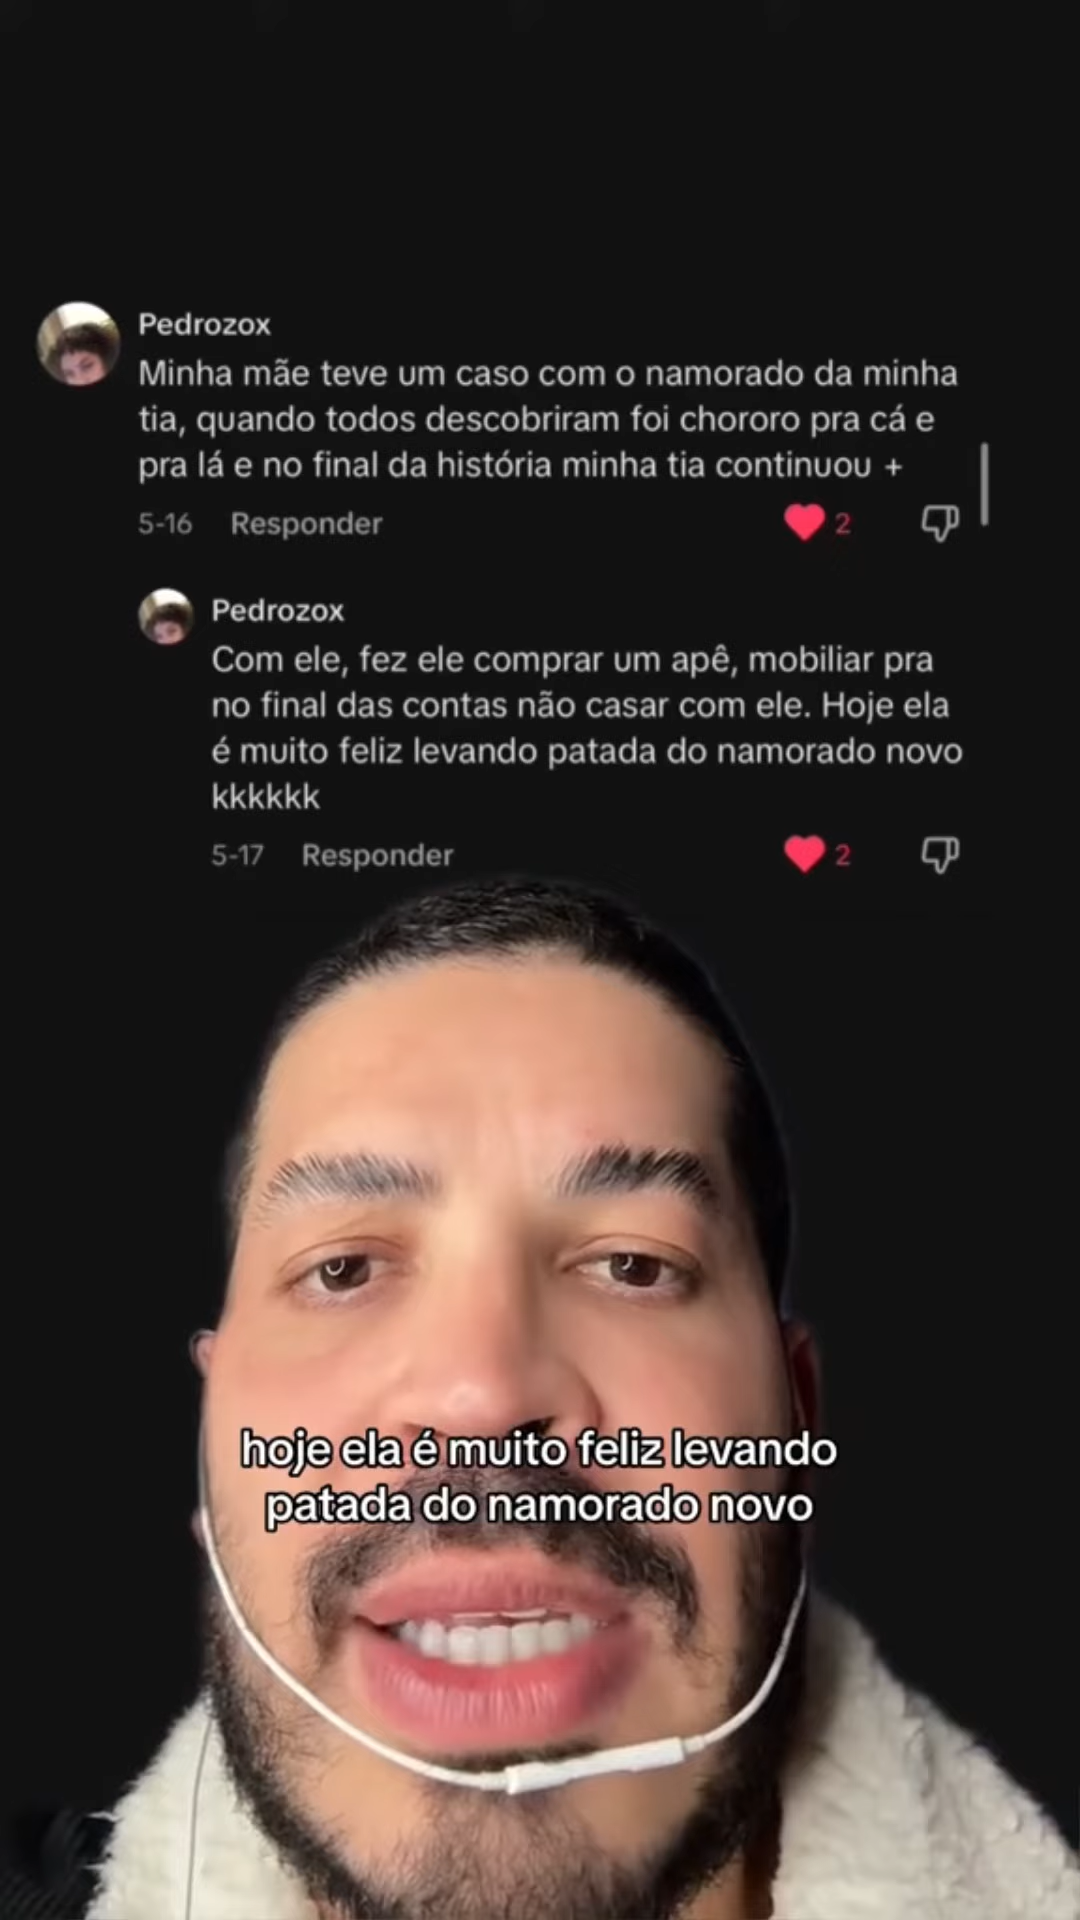 Pedrozox
Minha mãe teve um caso com o namorado da minha
tia, quando todos descobriram foi chororo pra cá e
pra lá e no final da história minha tia continuou +
5-16 Responder 2
Pedrozox
Com ele, fez ele comprar um apê, mobiliar pra
no final das contas não casar com ele. Hoje ela
é muito feliz levando patada do namorado novo
kkkkkk
5-17 Responder 2
hoje ela é muito feliz levando
patada do namorado novo